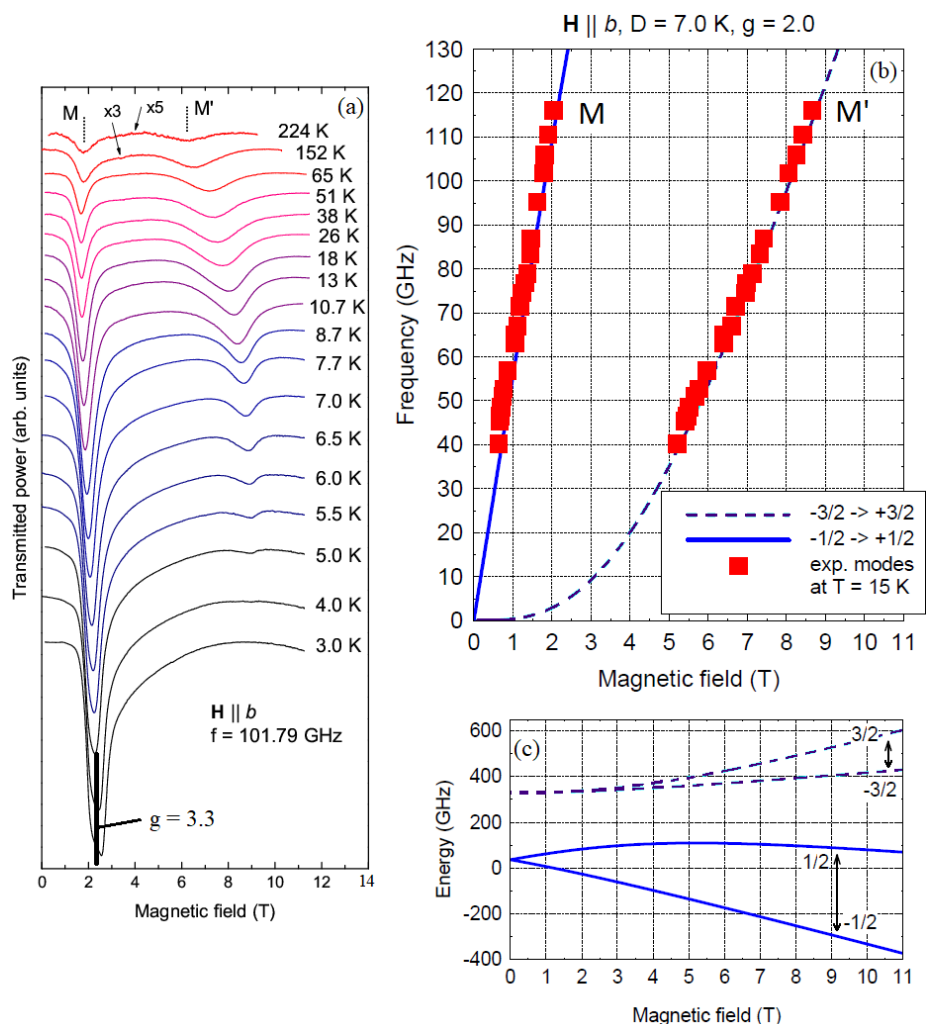 (a)
M
x3
x5
M'
224 K
152 K
65 K
51 K
38 K
26 K
18 K
13 K
10.7 K
8.7 K
7.7 K
7.0 K
6.5 K
6.0 K
5.5 K
5.0 K
4.0 K
3.0 K
H || b
f = 101.79 GHz
g = 3.3
Transmitted power (arb. units)
0 2 4 6 8 10 12 14
Magnetic field (T)
H || b, D = 7.0 K, g = 2.0
(b)
M
M'
130
120
110
100
90
80
70
60
50
40
30
20
10
0
Frequency (GHz)
-3/2 -> +3/2
-1/2 -> +1/2
exp. modes
at T = 15 K
0 1 2 3 4 5 6 7 8 9 10 11
Magnetic field (T)
(c)
600
400
200
0
-200
-400
Energy (GHz)
3/2
-3/2
1/2
-1/2
0 1 2 3 4 5 6 7 8 9 10 11
Magnetic field (T)